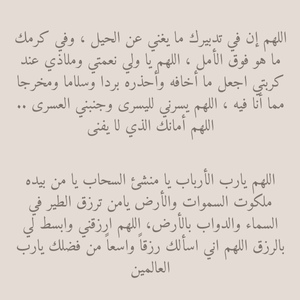 اللهم إن في تدبيرك ما يغني عن الحيل ، وفي كرمك
ما هو فوق الأمل ، اللهم يا ولي نعمتي وملاذي عند
كربتي اجعل ما أخافه وأحذره بردا وسلاما ومخرجا
مما أنا فيه ، اللهم يسرني لليسرى وجنبني العسرى ..
اللهم أمانك الذي لا يفنى
اللهم يارب الأرباب يا منشئ السحاب يا من بيده
ملكوت السموات والأرض يامن ترزق الطير في
السماء والدواب بالأرض، اللهم ارزقني وابسط لي
بالرزق اللهم اني اسألك رزقاً واسعاً من فضلك يارب
العالمين